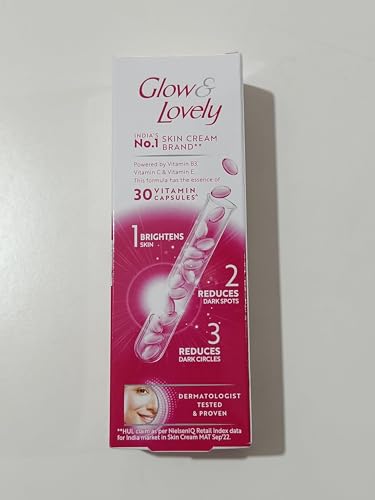 Glow &
Lovely
INDIA'S
No.1 SKIN CREAM
BRAND**
Powered by Vitamin B3,
Vitamin C & Vitamin E.
This formula has the essence of
30 VITAMIN
CAPSULES^
1 BRIGHTENS
SKIN
2
REDUCES
DARK SPOTS
3
REDUCES
DARK CIRCLES
DERMATOLOGIST
TESTED
& PROVEN
**HUL claim as per NielsenIQ Retail Index data
for India market in Skin Cream MAT Sep'22.